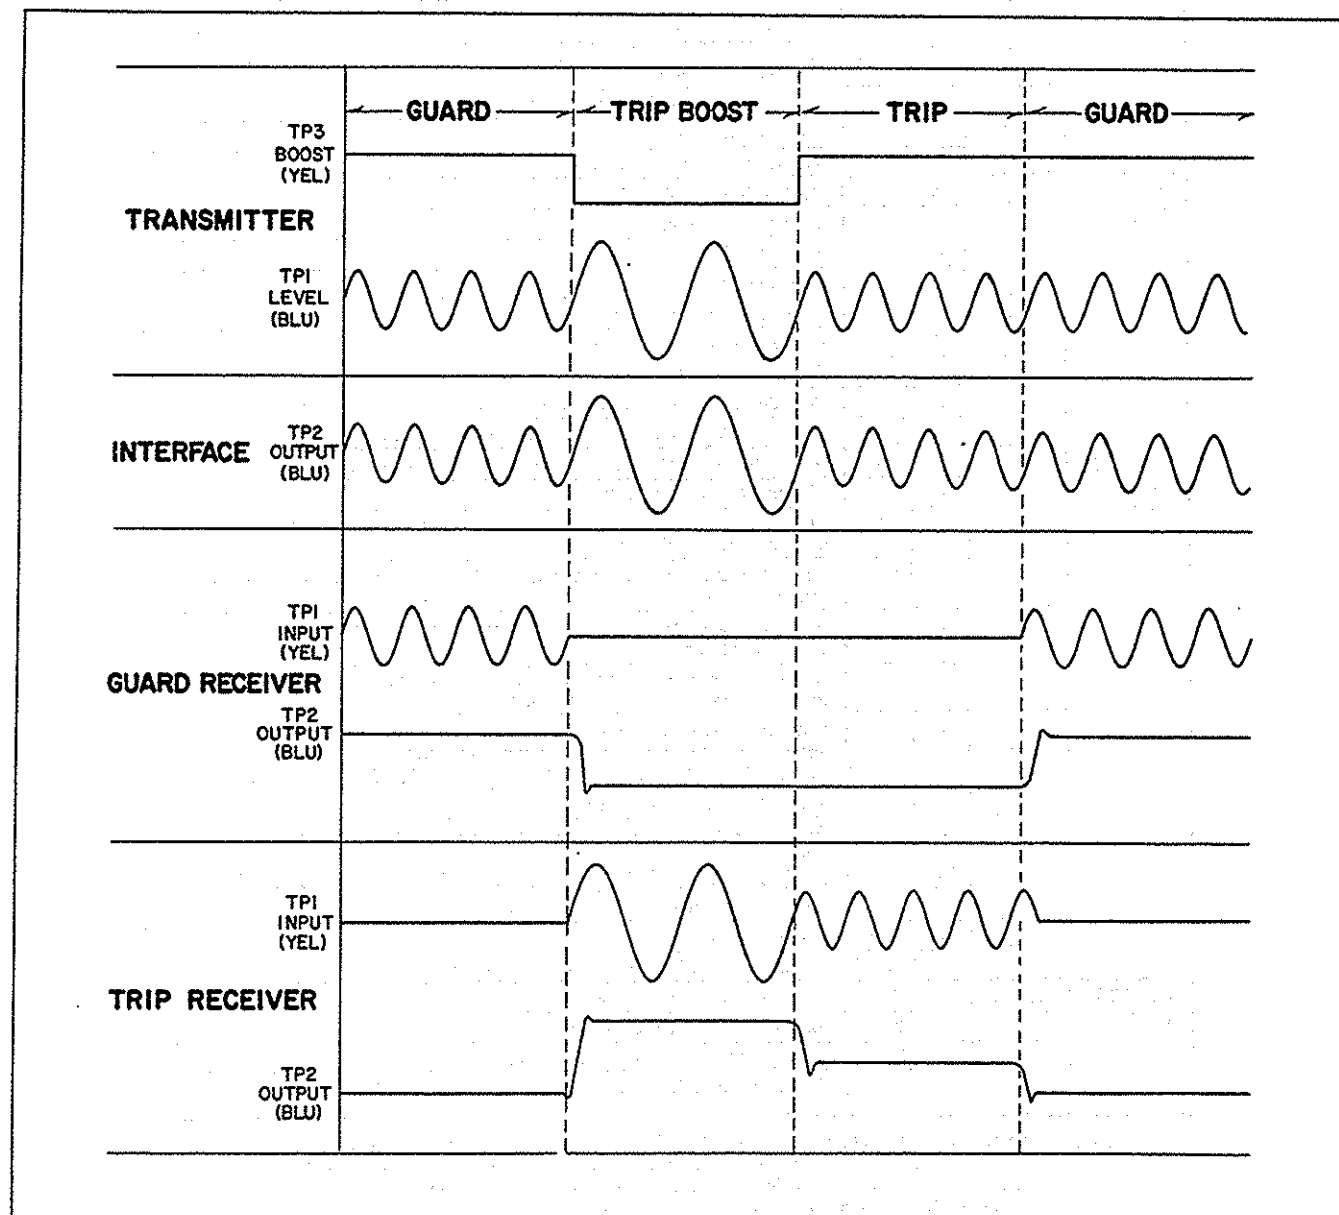 GUARD
TRIP BOOST
TRIP
GUARD
TP3
BOOST
(YEL)
TRANSMITTER
TP1
LEVEL
(BLU)
INTERFACE
TP2
OUTPUT
(BLU)
TP1
INPUT
(YEL)
GUARD RECEIVER
TP2
OUTPUT
(BLU)
TP1
INPUT
(YEL)
TRIP RECEIVER
TP2
OUTPUT
(BLU)